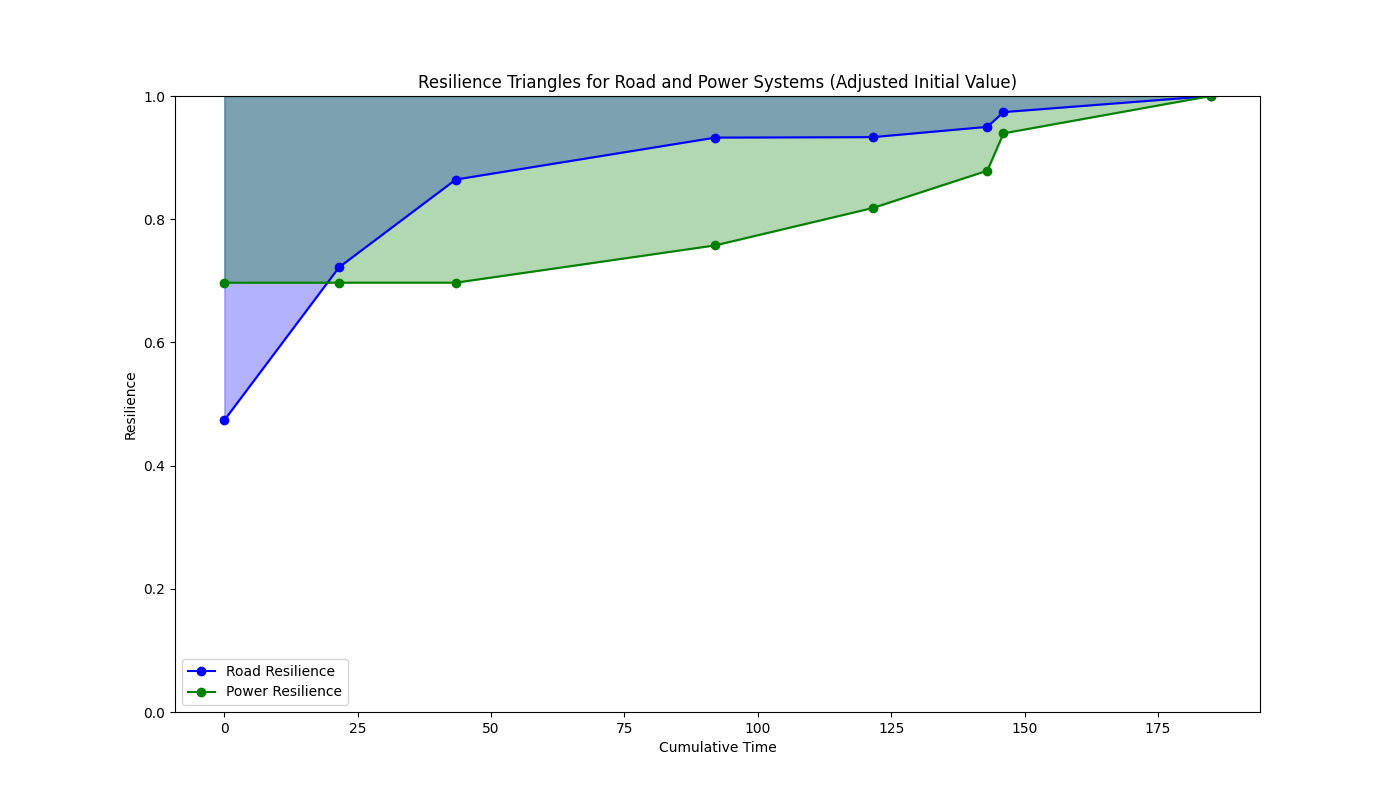 Resilience Triangles for Road and Power Systems (Adjusted Initial Value)
1.0
0.8
0.6
0.4
0.2
0.0
Resilience
Road Resilience
Power Resilience
0 25 50 75 100 125 150 175
Cumulative Time